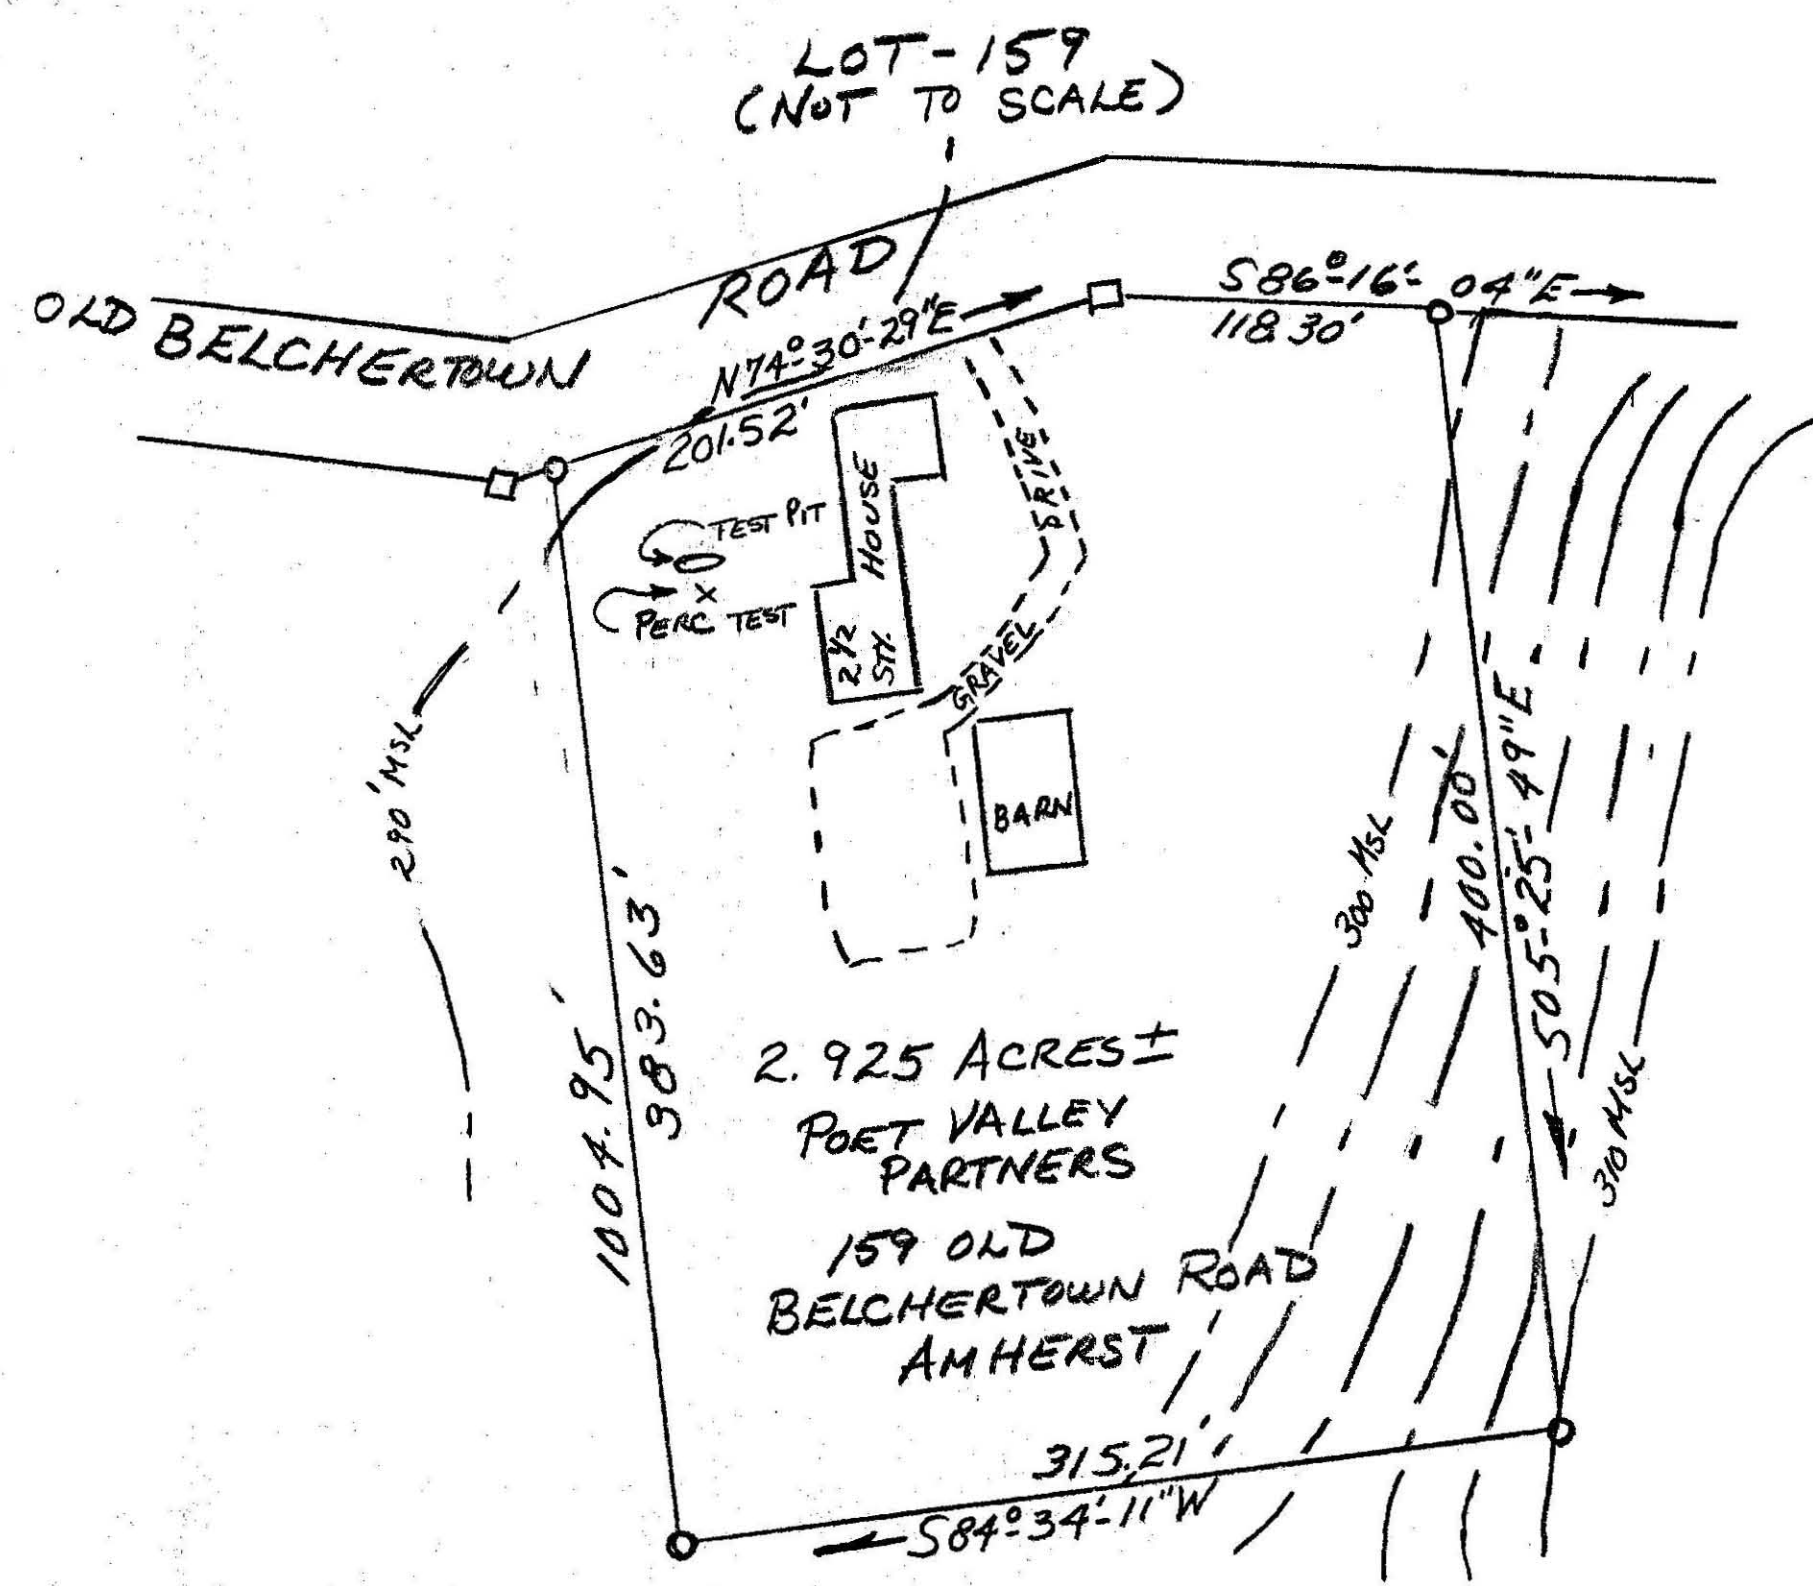 LOT-159
(NOT TO SCALE)
OLD BELCHERTOWN
ROAD
N74°-30'-29"E
201.52'
S86°-16'-04"E
118.30'
TEST PIT
PERC TEST
HOUSE
2 1/2
STY.
DRIVE
GRAVEL
BARN
290' MSL
300 MSL
310 MSL
400.00'
S05°-25'-49"E
383.63'
1004.95'
2.925 ACRES±
POET VALLEY
PARTNERS
159 OLD
BELCHERTOWN ROAD
AMHERST
315.21'
S84°-34'-11"W